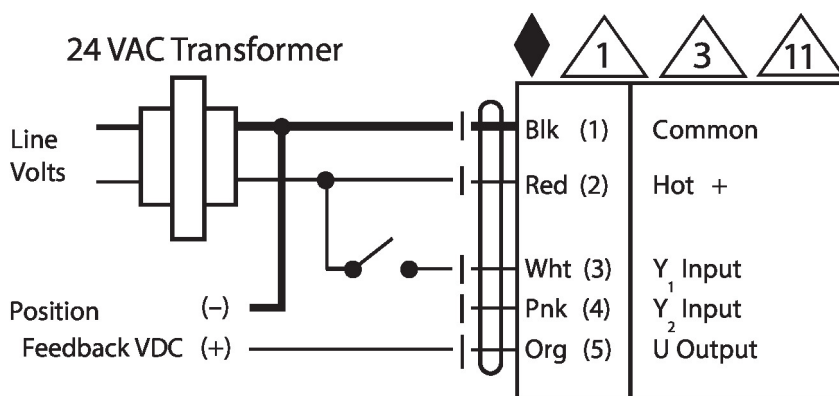 24 VAC Transformer
1 3 11
Line
Volts
Blk (1) Common
Red (2) Hot +
Wht (3) Y1 Input
Position (–)
Pnk (4) Y2 Input
Feedback VDC (+)
Org (5) U Output